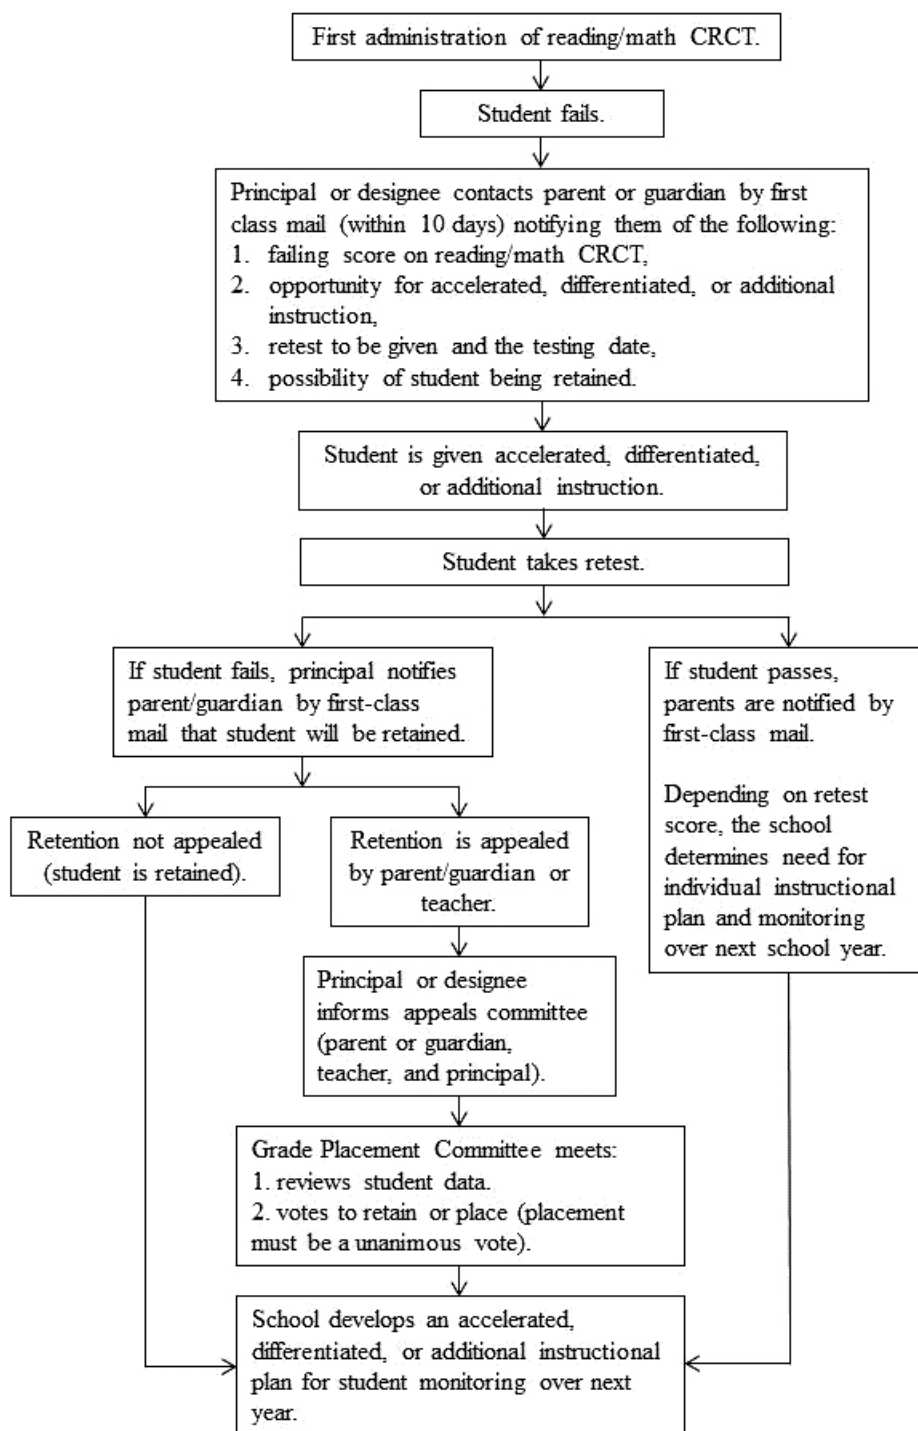 First administration of reading/math CRCT.
Student fails.
Principal or designee contacts parent or guardian by first
class mail (within 10 days) notifying them of the following:
1. failing score on reading/math CRCT,
2. opportunity for accelerated, differentiated, or additional
instruction,
3. retest to be given and the testing date,
4. possibility of student being retained.
Student is given accelerated, differentiated,
or additional instruction.
Student takes retest.
If student fails, principal notifies
parent/guardian by first-class
mail that student will be retained.
If student passes,
parents are notified by
first-class mail.
Depending on retest
score, the school
determines need for
individual instructional
plan and monitoring
over next school year.
Retention not appealed
(student is retained).
Retention is appealed
by parent/guardian or
teacher.
Principal or designee
informs appeals committee
(parent or guardian,
teacher, and principal).
Grade Placement Committee meets:
1. reviews student data.
2. votes to retain or place (placement
must be a unanimous vote).
School develops an accelerated,
differentiated, or additional instructional
plan for student monitoring over next
year.